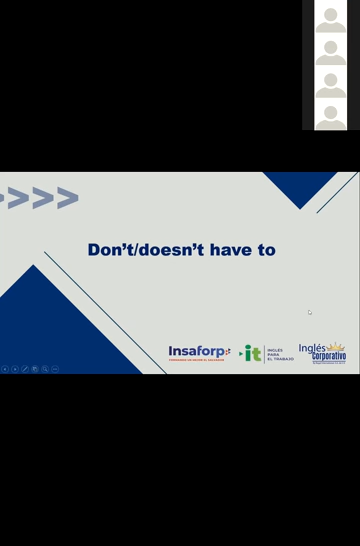 >>>>
Don't/doesn't have to
Insaforp
it
INGLÉS
PARA
EL TRABAJO
Inglés
Corporativo